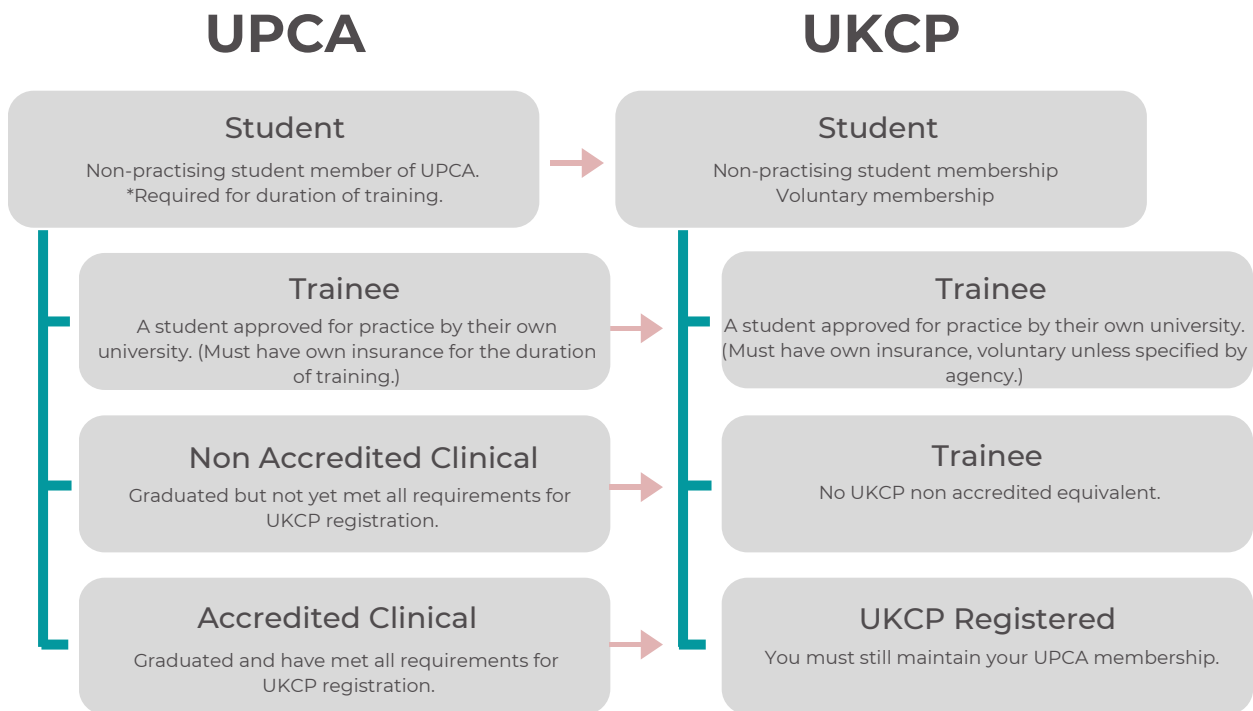 UPCA
UKCP
Student
Non-practising student member of UPCA.
*Required for duration of training.
Student
Non-practising student membership
Voluntary membership
Trainee
A student approved for practice by their own
university. (Must have own insurance for the duration
of training.)
Trainee
A student approved for practice by their own university.
(Must have own insurance, voluntary unless specified by
agency.)
Non Accredited Clinical
Graduated but not yet met all requirements for
UKCP registration.
Trainee
No UKCP non accredited equivalent.
Accredited Clinical
Graduated and have met all requirements for
UKCP registration.
UKCP Registered
You must still maintain your UPCA membership.